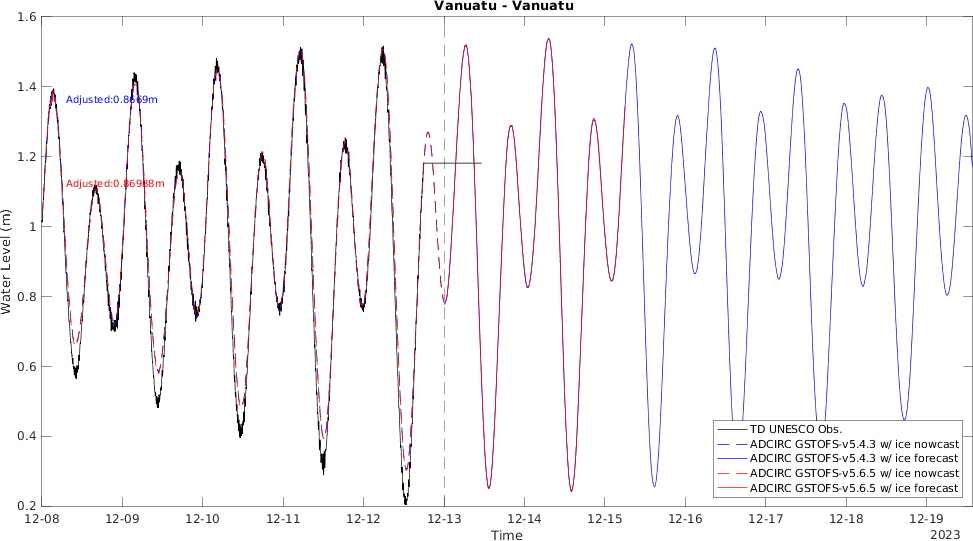 Vanuatu - Vanuatu
1.6
1.4
1.2
1
0.8
0.6
0.4
0.2
Water Level (m)
Adjusted:0.8669m
Adjusted:0.86988m
TD UNESCO Obs.
ADCIRC GSTOFS-v5.4.3 w/ ice nowcast
ADCIRC GSTOFS-v5.4.3 w/ ice forecast
ADCIRC GSTOFS-v5.6.5 w/ ice nowcast
ADCIRC GSTOFS-v5.6.5 w/ ice forecast
12-08 12-09 12-10 12-11 12-12 12-13 12-14 12-15 12-16 12-17 12-18 12-19
Time
2023